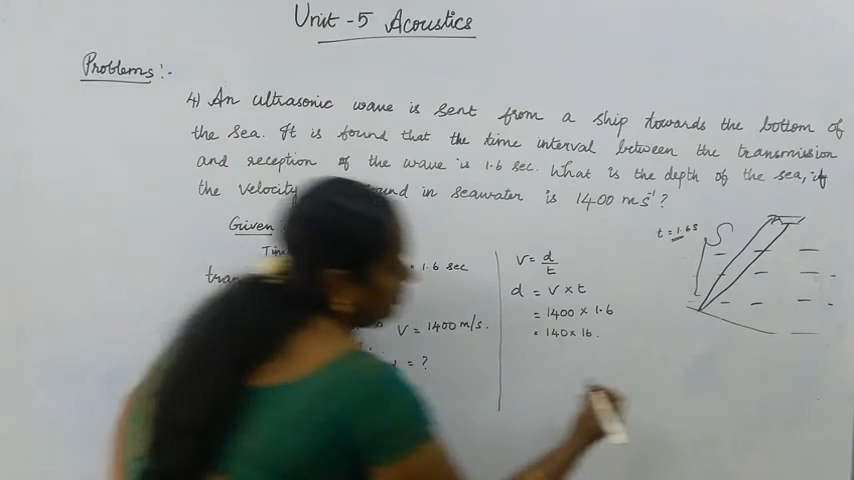 Unit -5 Acoustics
Problems:-
4) An ultrasonic wave is sent from a ship towards the bottom of
the sea. It is found that the time interval between the transmission
and reception of the wave is 1.6 sec. What is the depth of the sea, if
the velocity in seawater is 1400 ms⁻¹?
Given
1.6 sec
V = 1400 m/s.
= ?
V = d/t
d = V × t
= 1400 × 1.6
= 140 × 16.
t = 1.6s